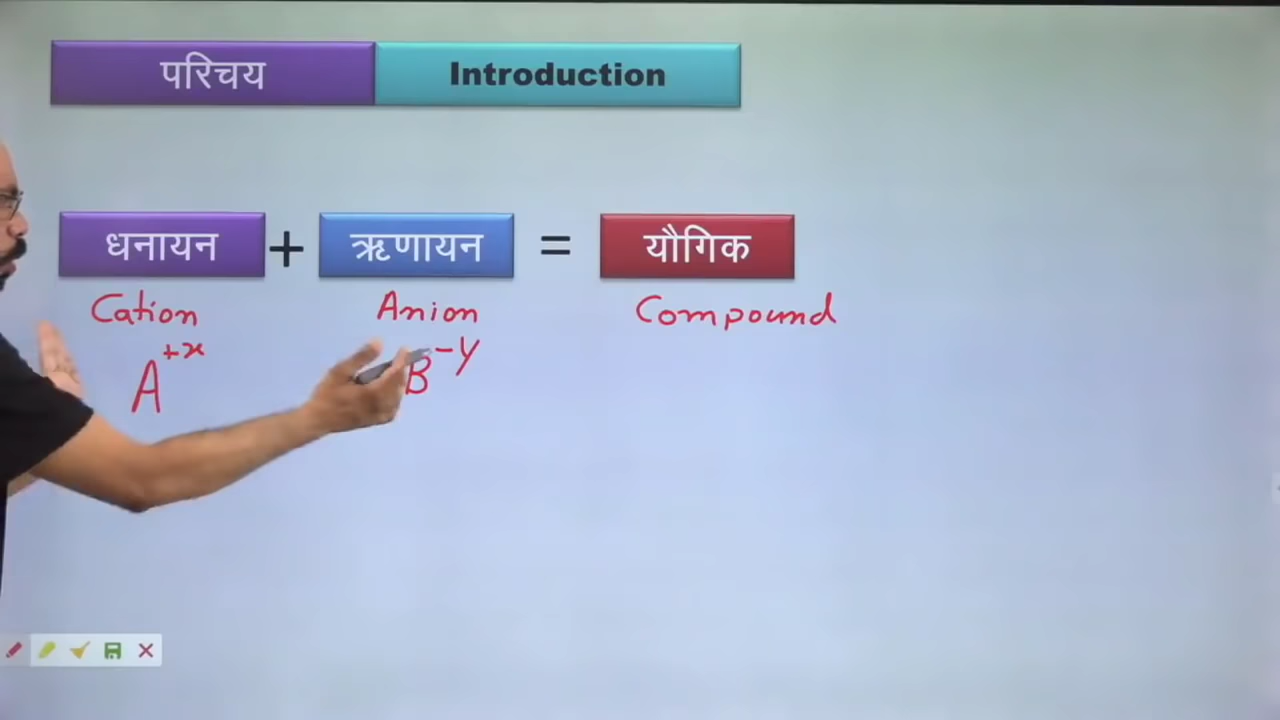 परिचय Introduction
धनायन + ऋणायन = यौगिक
Cation Anion Compound
A+x B-y